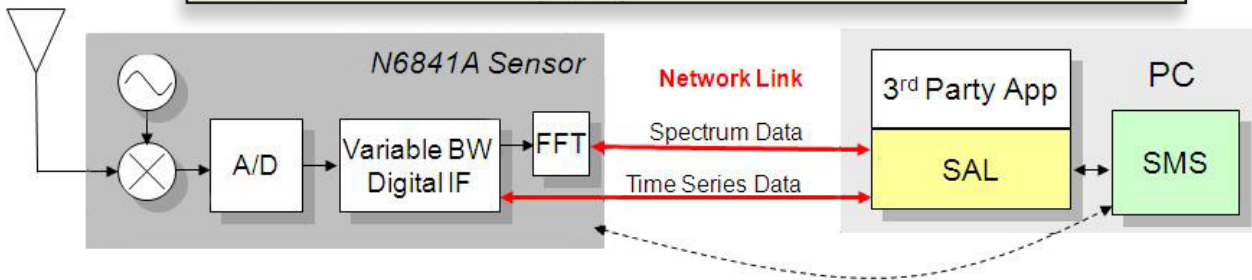 N6841A Sensor
A/D
Variable BW
Digital IF
FFT
Network Link
Spectrum Data
Time Series Data
3rd Party App
SAL
PC
SMS